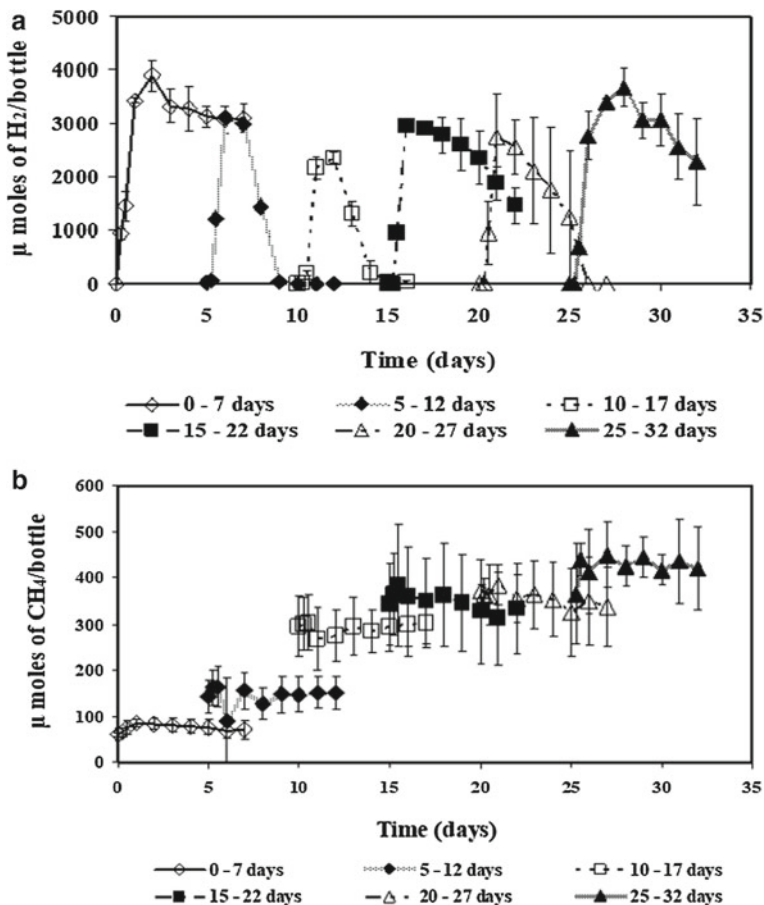 a
5000
4000
3000
2000
1000
0
μ moles of H₂/bottle
0 5 10 15 20 25 30 35
Time (days)
0 - 7 days 5 - 12 days 10 - 17 days
15 - 22 days 20 - 27 days 25 - 32 days
b
600
500
400
300
200
100
0
μ moles of CH₄/bottle
0 5 10 15 20 25 30 35
Time (days)
0 - 7 days 5 - 12 days 10 - 17 days
15 - 22 days 20 - 27 days 25 - 32 days